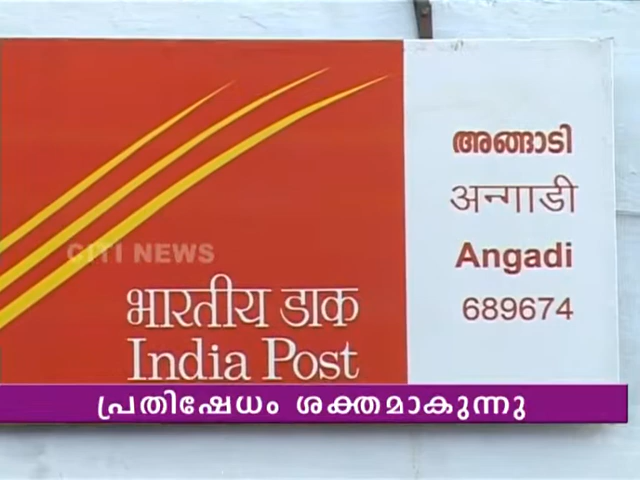 അങ്ങാടി
अन्गाडी
Angadi
689674
CITI NEWS
भारतीय डाक
India Post
പ്രതിഷേധം ശക്തമാകുന്നു